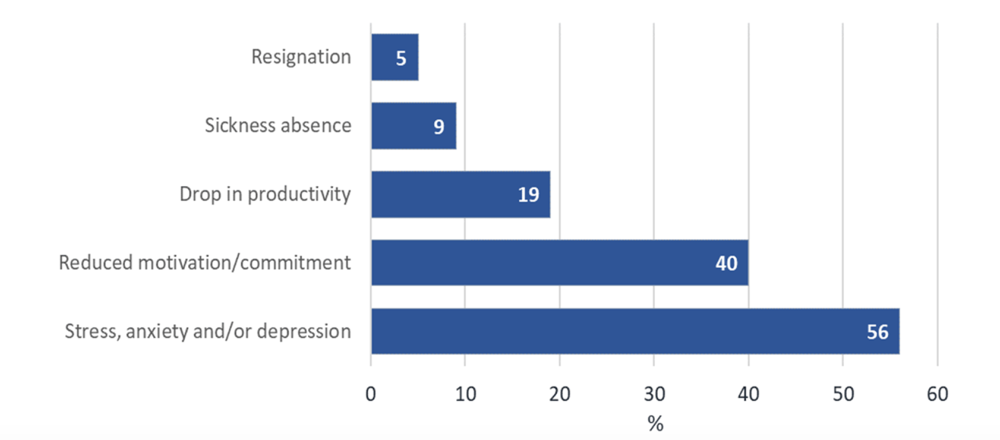 Resignation 5
Sickness absence 9
Drop in productivity 19
Reduced motivation/commitment 40
Stress, anxiety and/or depression 56
0 10 20 30 40 50 60
%